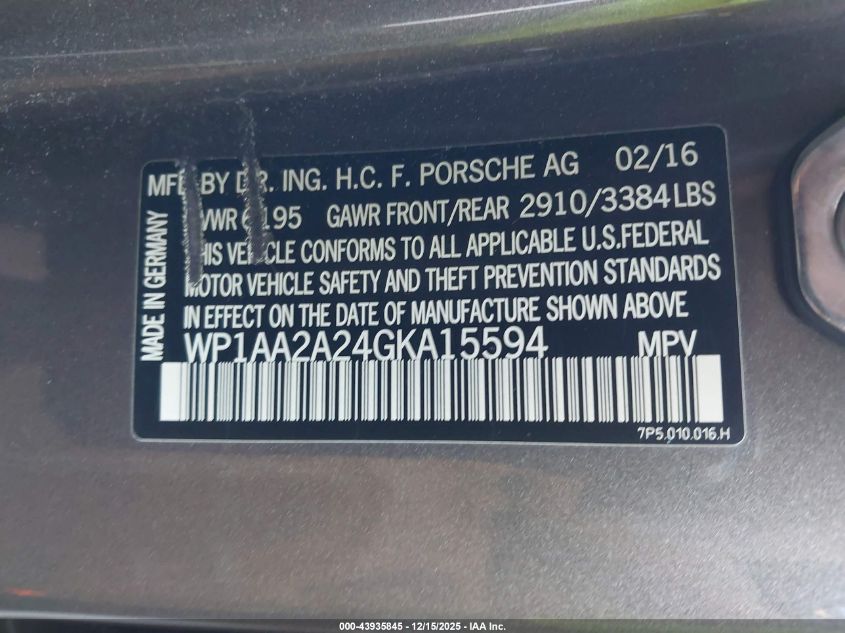 MFD BY DR. ING. H.C. F. PORSCHE AG 02/16
GAWR FRONT/REAR 2910/3384LBS
THIS VEHICLE CONFORMS TO ALL APPLICABLE U.S.FEDERAL
MOTOR VEHICLE SAFETY AND THEFT PREVENTION STANDARDS
IN EFFECT ON THE DATE OF MANUFACTURE SHOWN ABOVE
WP1AA2A24GKA15594 MPV
7P5.010.016.H
MADE IN GERMANY
000-43935845 - 12/15/2025 - IAA Inc.